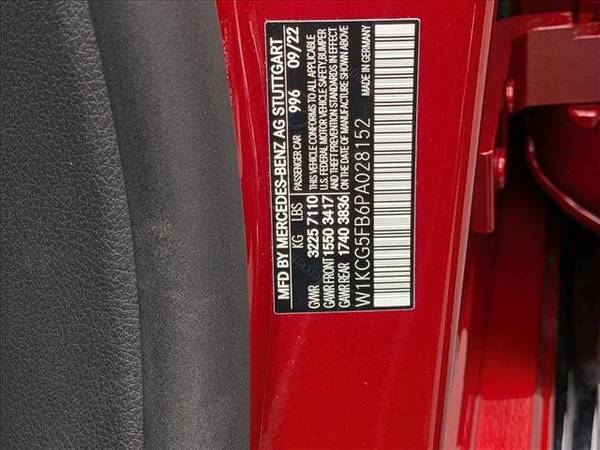 MFD BY MERCEDES-BENZ AG STUTTGART
PASSENGER CAR 996 09/22
THIS VEHICLE CONFORMS TO ALL APPLICABLE
U.S. FEDERAL MOTOR VEHICLE SAFETY, BUMPER
AND THEFT PREVENTION STANDARDS IN EFFECT
ON THE DATE OF MANUFACTURE SHOWN ABOVE
MADE IN GERMANY
KG LBS
GVWR 3225 7110
GAWR FRONT 1550 3417
GAWR REAR 1740 3836
W1KCG5FB6PA028152